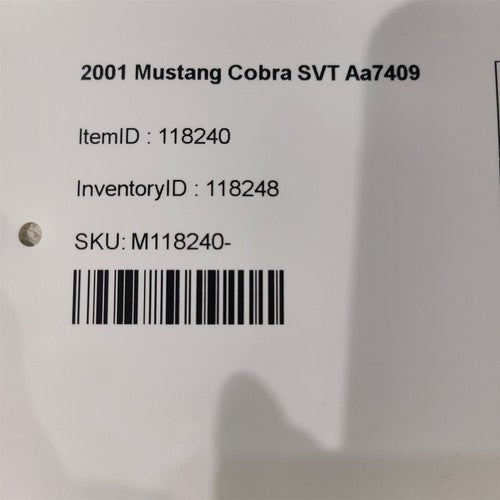 2001 Mustang Cobra SVT Aa7409
ItemID : 118240
InventoryID : 118248
SKU: M118240-